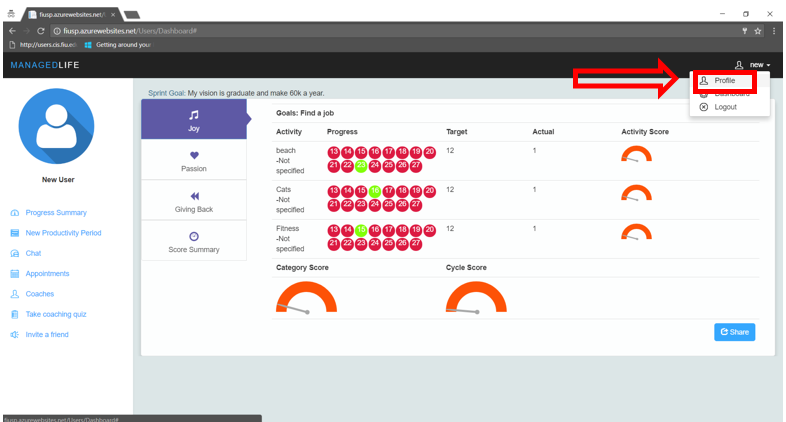 fiusp.azurewebsites.net/
fiusp.azurewebsites.net/Users/Dashboard#
http://users.cis.fiu.ed
Getting around your
MANAGEDLIFE
new
Profile
Dashboard
Logout
New User
Progress Summary
New Productivity Period
Chat
Appointments
Coaches
Take coaching quiz
Invite a friend
Sprint Goal: My vision is graduate and make 60k a year.
Joy
Passion
Giving Back
Score Summary
Goals: Find a job
Activity Progress Target Actual Activity Score
beach
-Not
specified
13 14 15 16 17 18 19 20
21 22 23 24 25 26 27
12 1
Cats
-Not
specified
13 14 15 16 17 18 19 20
21 22 23 24 25 26 27
12 1
Fitness
-Not
specified
13 14 15 16 17 18 19 20
21 22 23 24 25 26 27
12 1
Category Score Cycle Score
Share
fiusp.azurewebsites.net/Users/Dashboard#